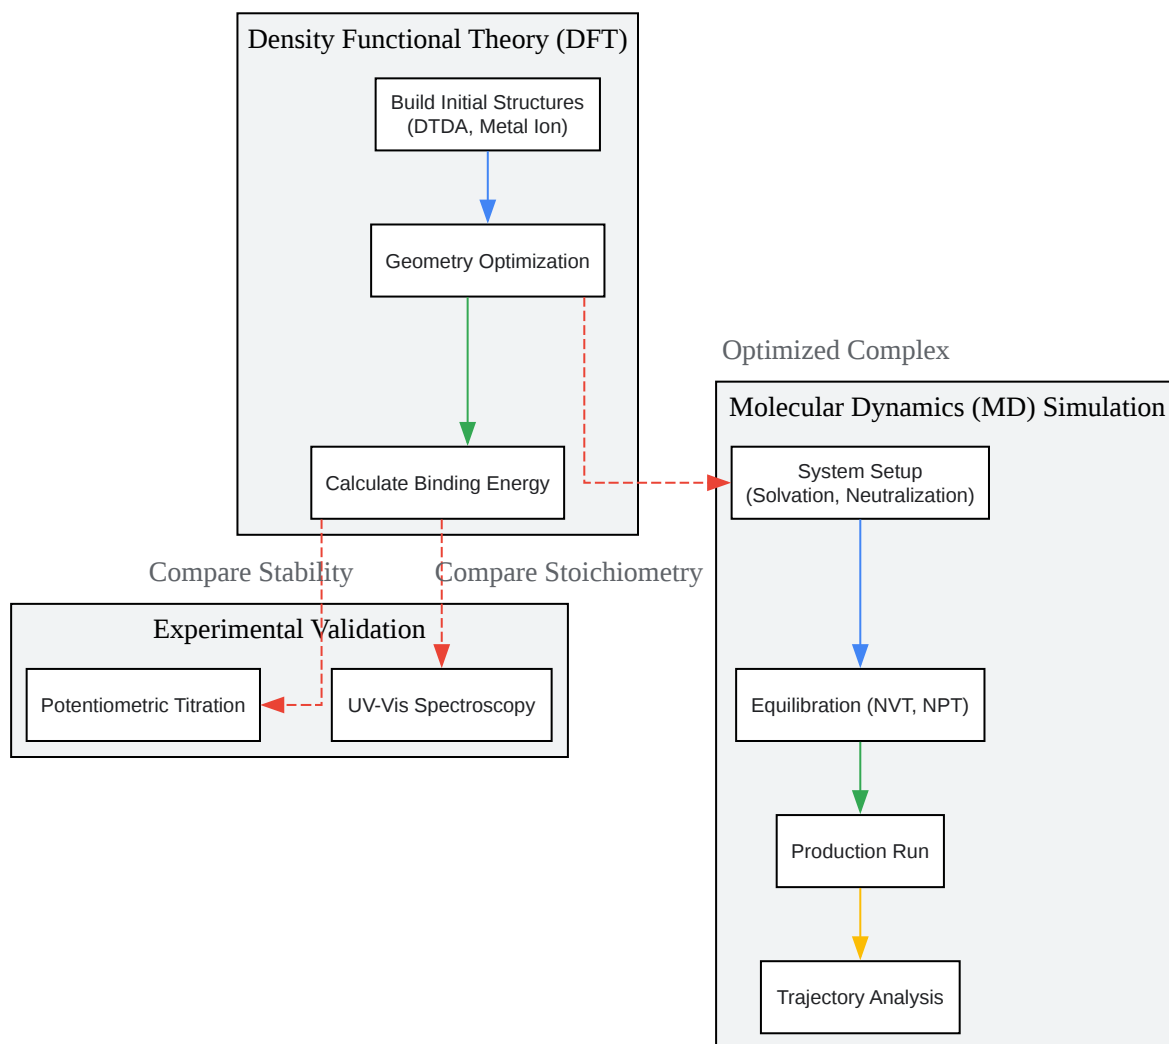 Density Functional Theory (DFT)
Build Initial Structures
(DTDA, Metal Ion)
Geometry Optimization
Calculate Binding Energy
Optimized Complex
Molecular Dynamics (MD) Simulation
System Setup
(Solvation, Neutralization)
Equilibration (NVT, NPT)
Production Run
Trajectory Analysis
Compare Stability
Compare Stoichiometry
Experimental Validation
Potentiometric Titration
UV-Vis Spectroscopy